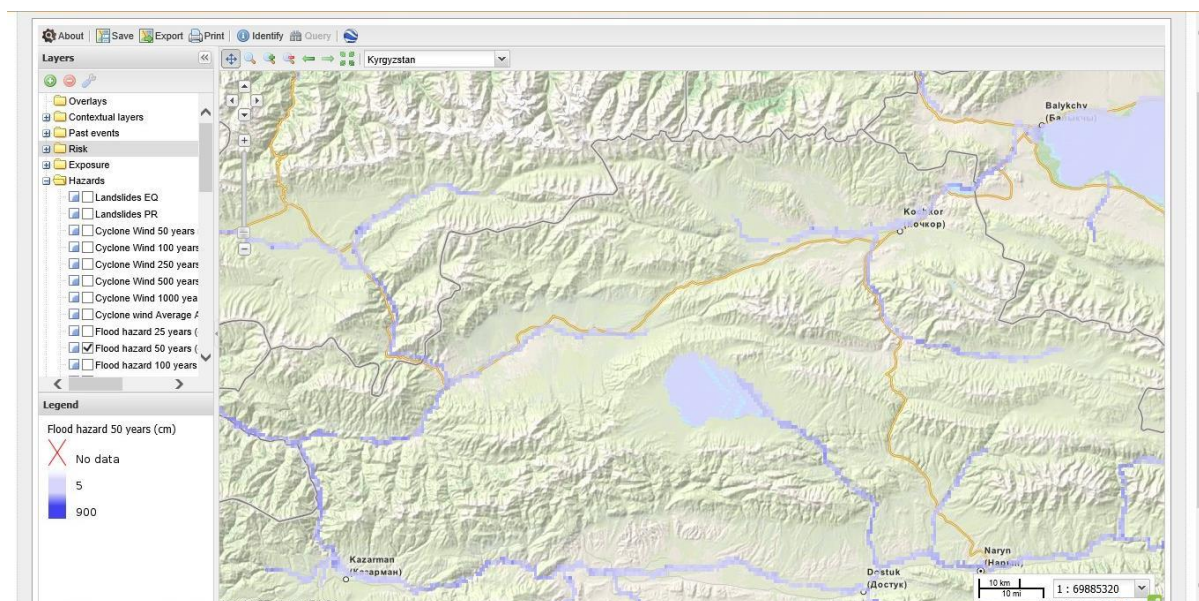 About Save Export Print Identify Query
Layers
Kyrgyzstan
Overlays
Contextual layers
Past events
Risk
Exposure
Hazards
Landslides EQ
Landslides PR
Cyclone Wind 50 years
Cyclone Wind 100 years
Cyclone Wind 250 years
Cyclone Wind 500 years
Cyclone Wind 1000 yea
Cyclone wind Average A
Flood hazard 25 years (
Flood hazard 50 years (
Flood hazard 100 years
Legend
Flood hazard 50 years (cm)
No data
5
900
Balykchy
Kazarman
(Казарман)
Dostuk
(Достук)
Naryn
10 km
10 mi
1 : 69885320